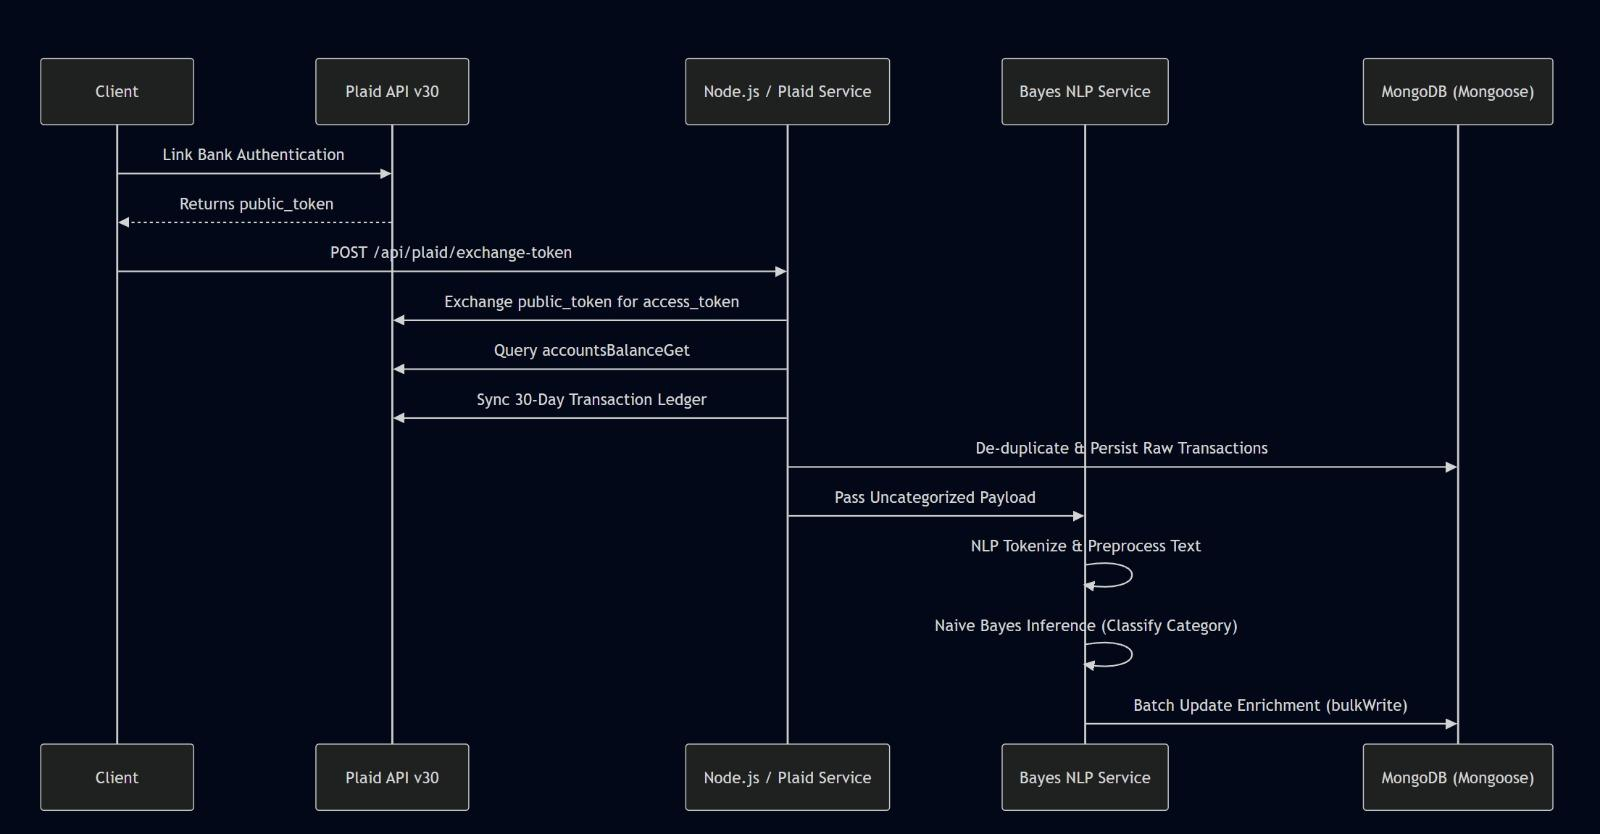 Client
Plaid API v30
Node.js / Plaid Service
Bayes NLP Service
MongoDB (Mongoose)
Link Bank Authentication
Returns public_token
POST /api/plaid/exchange-token
Exchange public_token for access_token
Query accountsBalanceGet
Sync 30-Day Transaction Ledger
De-duplicate & Persist Raw Transactions
Pass Uncategorized Payload
NLP Tokenize & Preprocess Text
Naive Bayes Inference (Classify Category)
Batch Update Enrichment (bulkWrite)
Client
Plaid API v30
Node.js / Plaid Service
Bayes NLP Service
MongoDB (Mongoose)